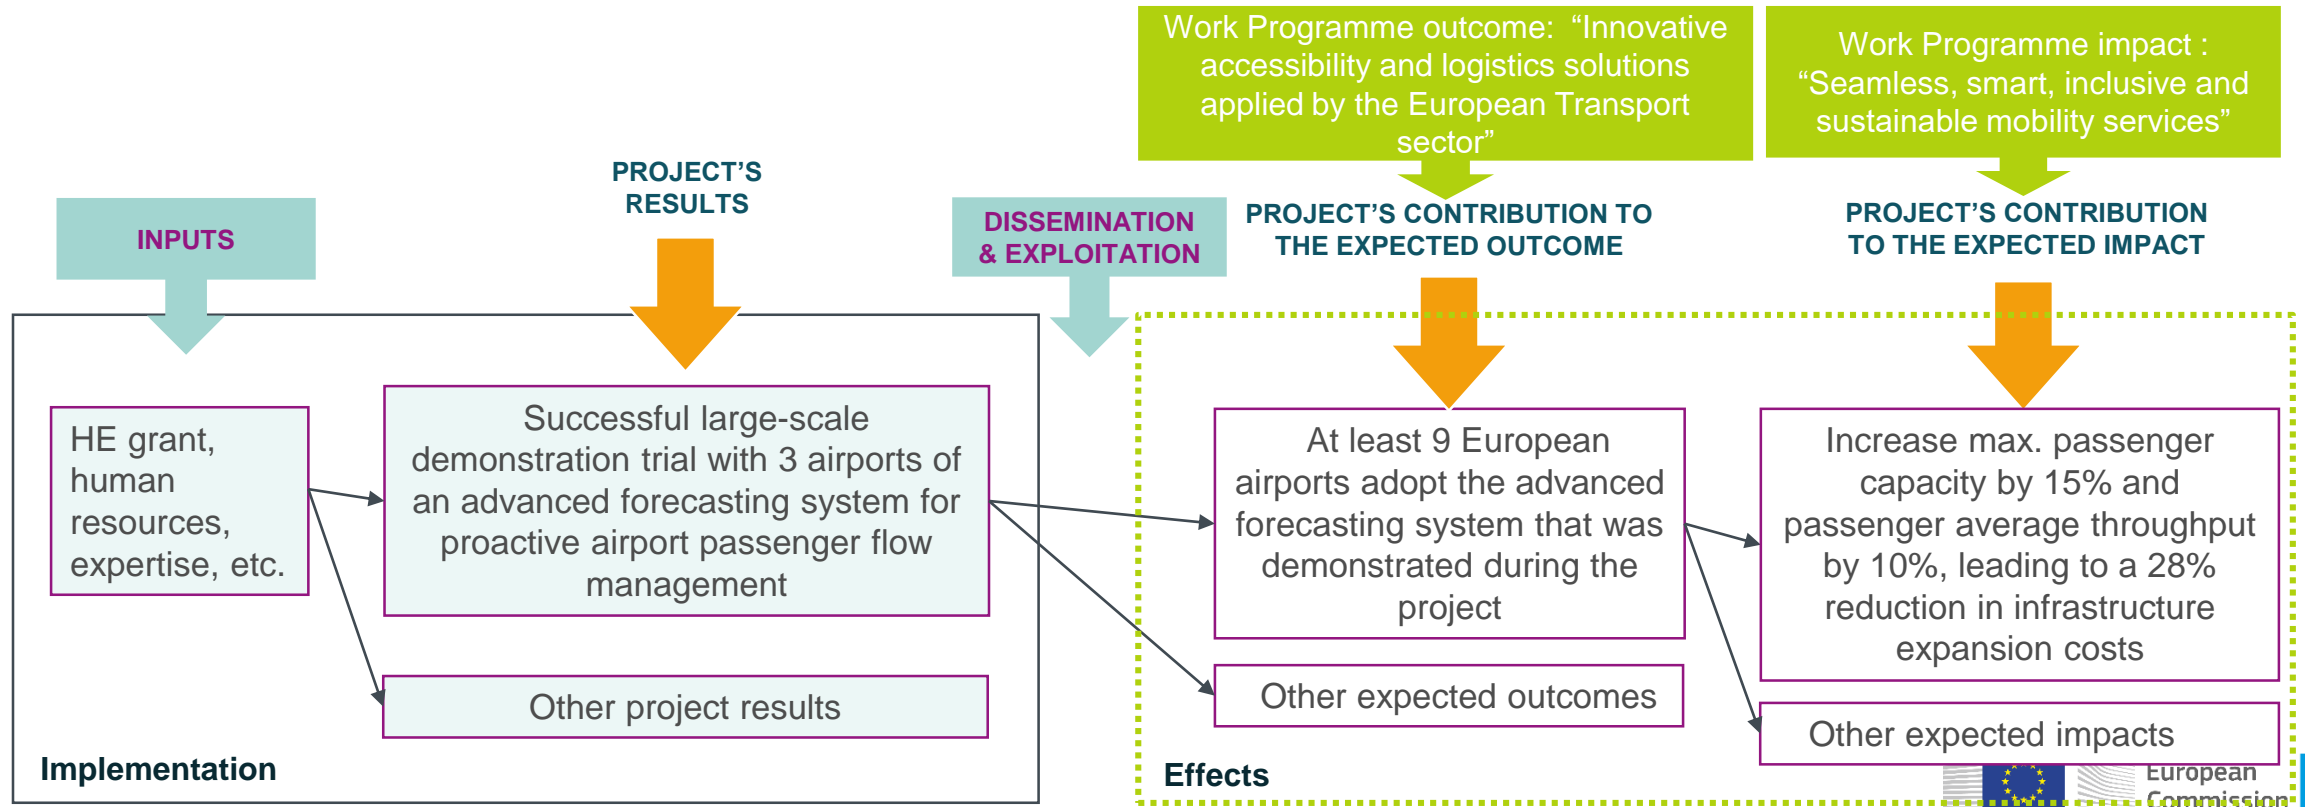 Work Programme outcome: “Innovative
accessibility and logistics solutions
applied by the European Transport
sector”
Work Programme impact :
“Seamless, smart, inclusive and
sustainable mobility services”
INPUTS
PROJECT’S
RESULTS
DISSEMINATION
& EXPLOITATION
PROJECT’S CONTRIBUTION TO
THE EXPECTED OUTCOME
PROJECT’S CONTRIBUTION
TO THE EXPECTED IMPACT
HE grant,
human
resources,
expertise, etc.
Successful large-scale
demonstration trial with 3 airports of
an advanced forecasting system for
proactive airport passenger flow
management
Other project results
Implementation
At least 9 European
airports adopt the advanced
forecasting system that was
demonstrated during the
project
Other expected outcomes
Increase max. passenger
capacity by 15% and
passenger average throughput
by 10%, leading to a 28%
reduction in infrastructure
expansion costs
Other expected impacts
Effects
European
Commission